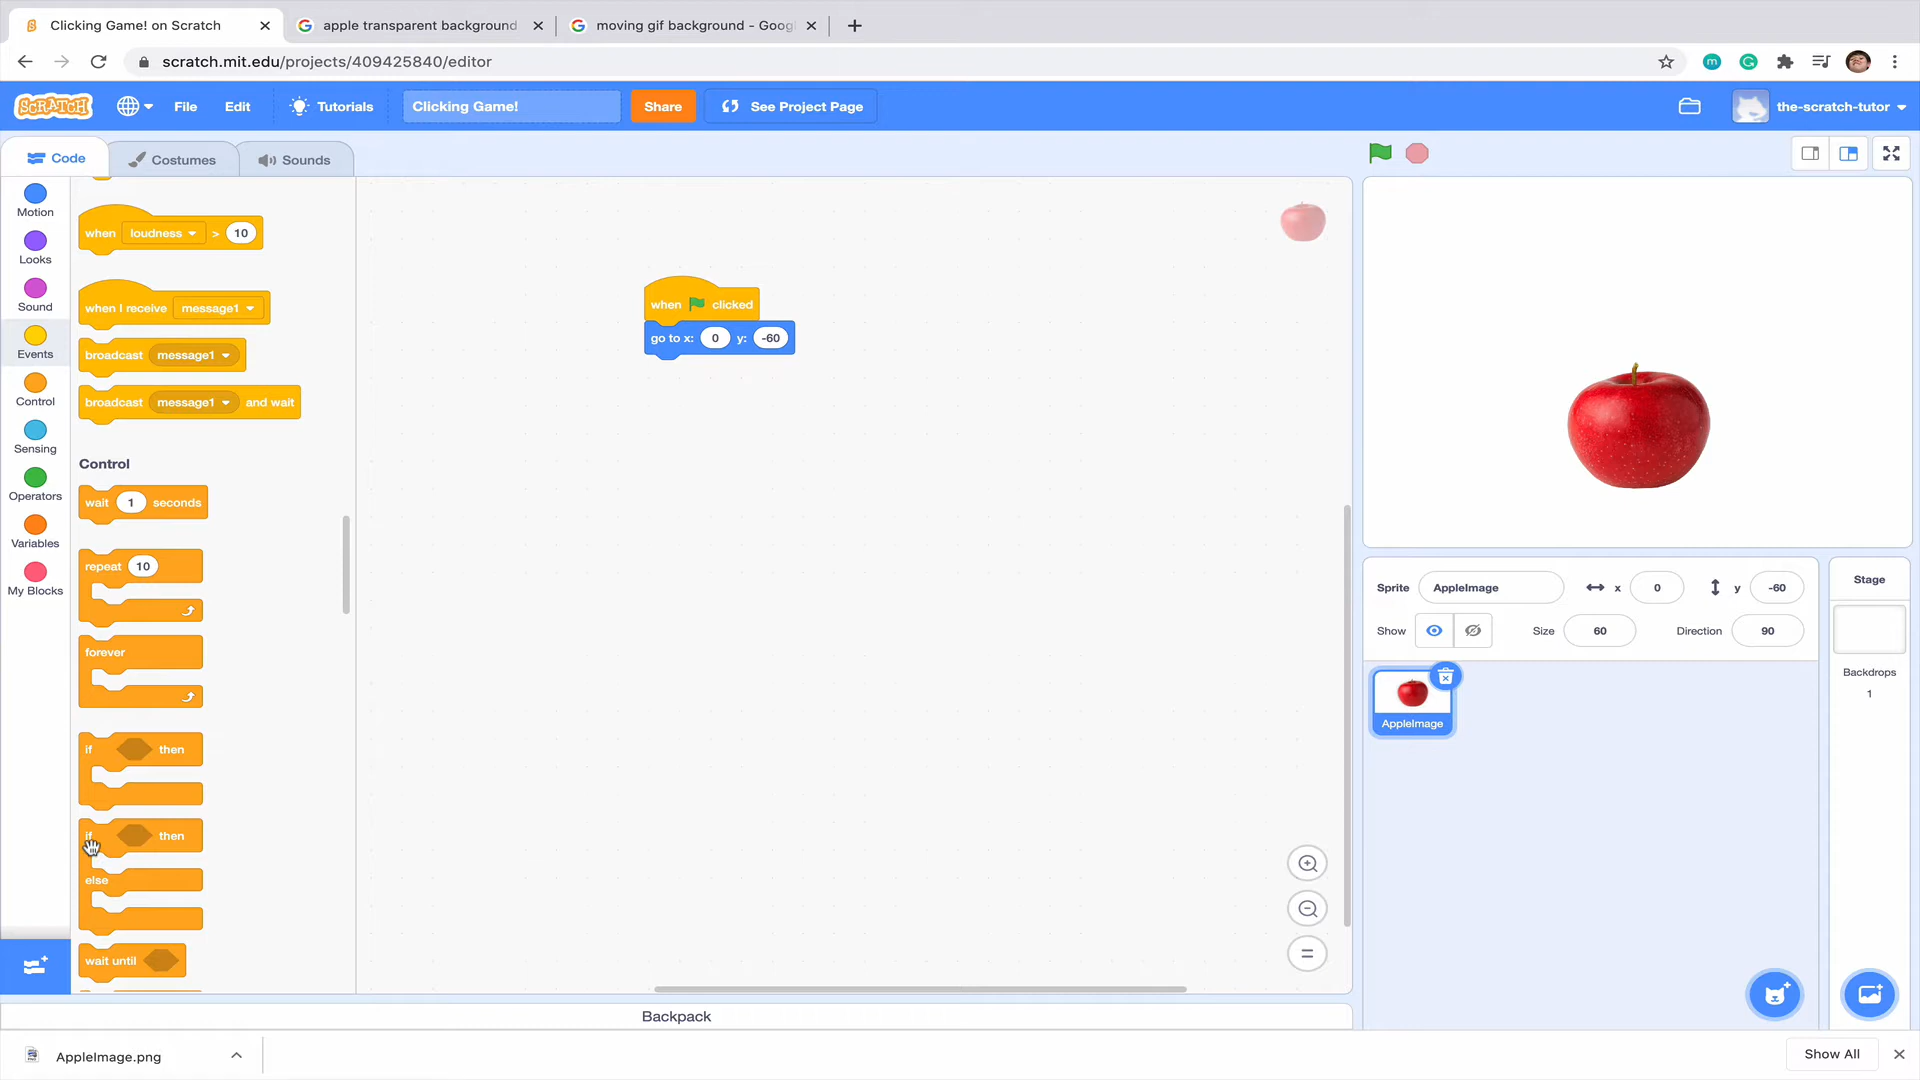 Clicking Game! on Scratch
apple transparent background
moving gif background - Goog
scratch.mit.edu/projects/409425840/editor
SCRATCH
File
Edit
Tutorials
Clicking Game!
Share
See Project Page
the-scratch-tutor
Code
Costumes
Sounds
Motion
Looks
Sound
Events
Control
Sensing
Operators
Variables
My Blocks
when loudness > 10
when I receive message1
broadcast message1
broadcast message1 and wait
Control
wait 1 seconds
repeat 10
forever
if then
if then
else
wait until
when clicked
go to x: 0 y: -60
Sprite AppleImage x 0 y -60
Show Size 60 Direction 90
AppleImage
Stage
Backdrops
1
Backpack
AppleImage.png
Show All